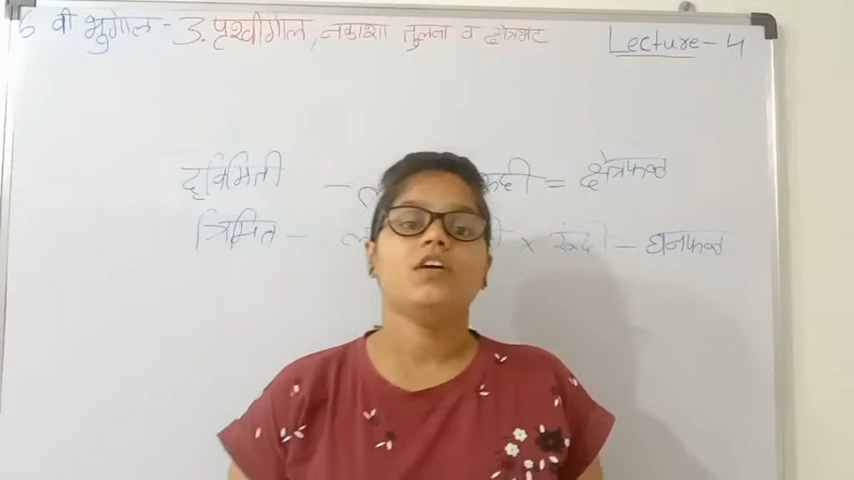 6 वी भुगोल - 3. पृथ्वीगोल, नकाशा तुलना व क्षेत्रभेट
Lecture - 4
द्विमिती - = क्षेत्रफळ
त्रिमित - × रूंदी - घनफळ